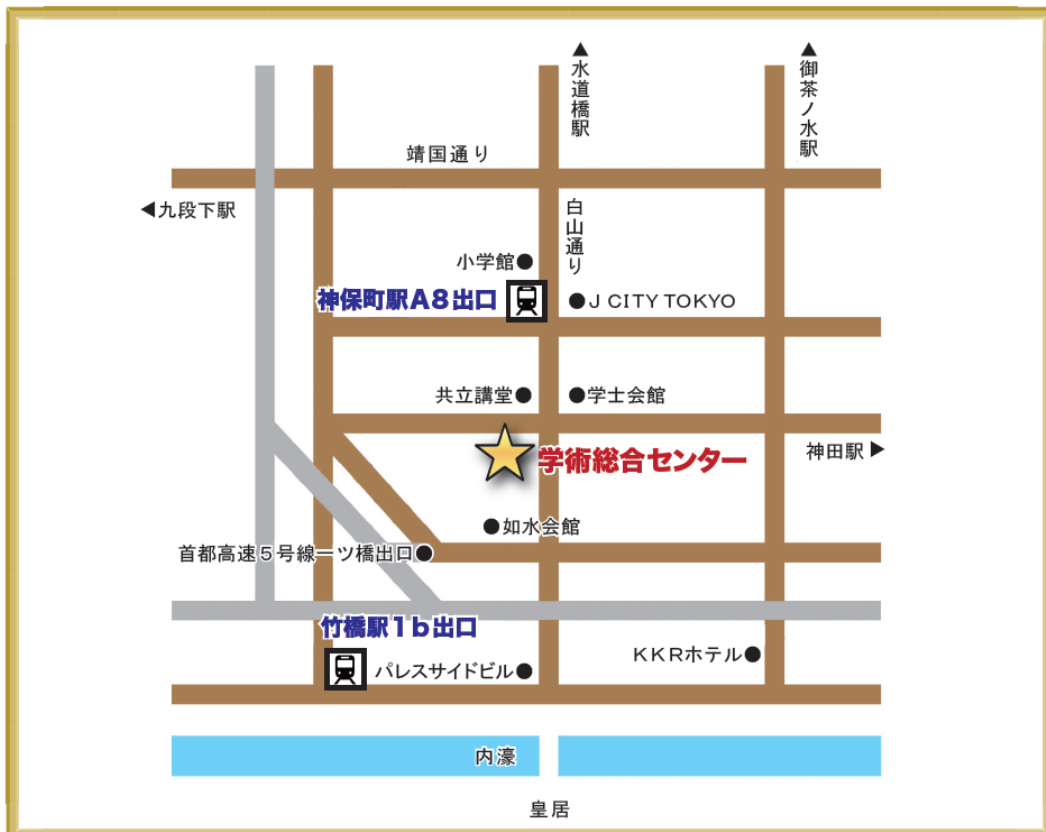 ▲水道橋駅
▲御茶ノ水駅
靖国通り
◀九段下駅
白山通り
小学館●
神保町駅A8出口
●J CITY TOKYO
共立講堂●
●学士会館
神田駅▶
学術総合センター
●如水会館
首都高速5号線一ツ橋出口●
竹橋駅1b出口
KKRホテル●
パレスサイドビル●
内濠
皇居